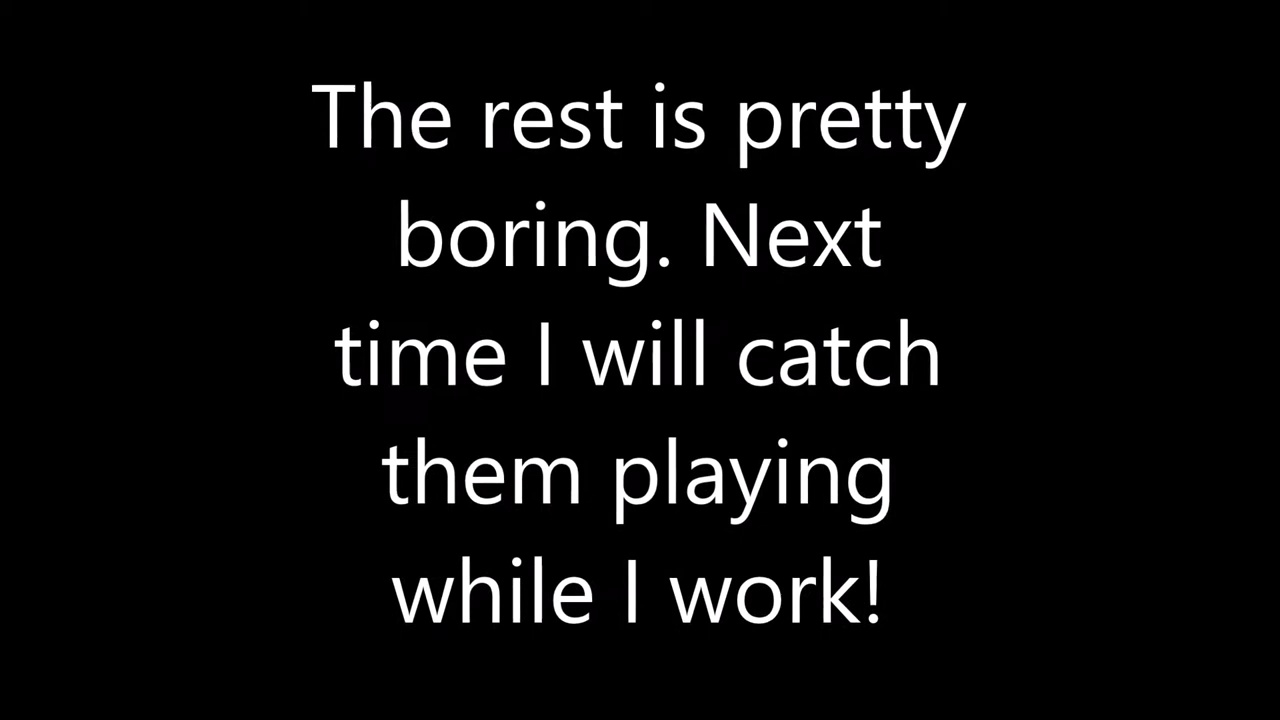 The rest is pretty
boring. Next
time I will catch
them playing
while I work!